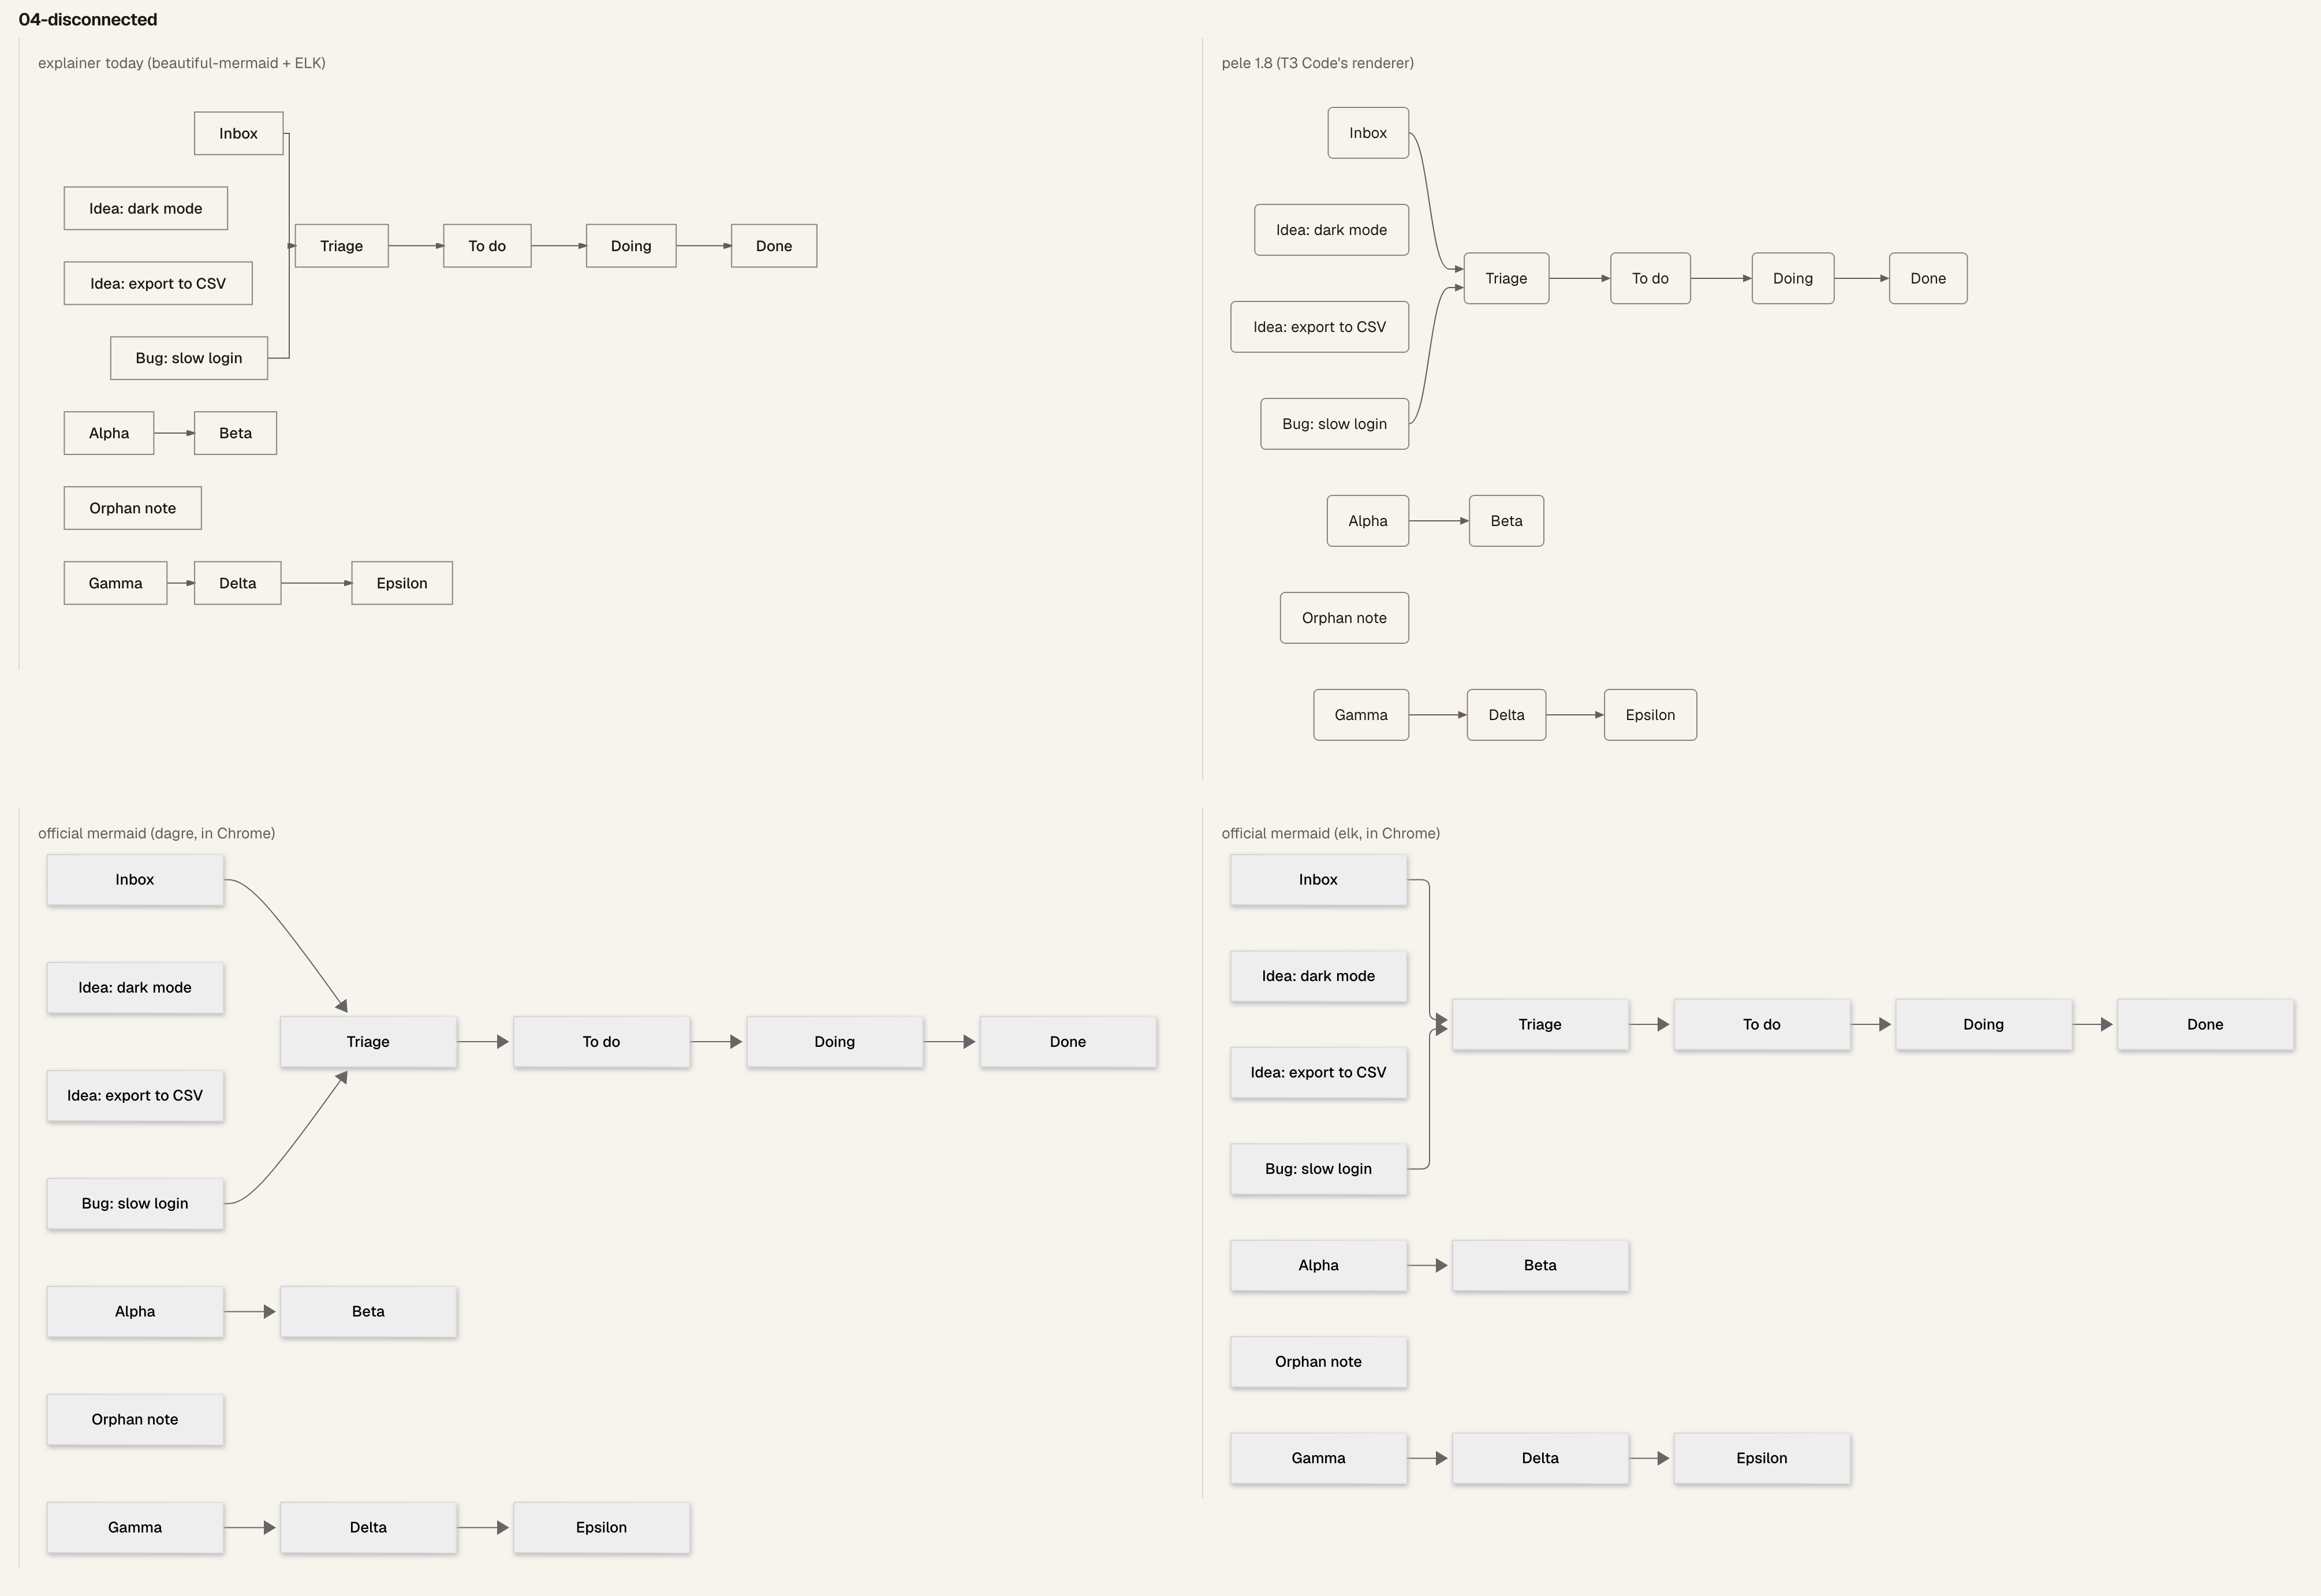 04-disconnected
explainer today (beautiful-mermaid + ELK)
Inbox
Idea: dark mode
Triage
To do
Doing
Done
Idea: export to CSV
Bug: slow login
Alpha
Beta
Orphan note
Gamma
Delta
Epsilon
pele 1.8 (T3 Code's renderer)
Inbox
Idea: dark mode
Triage
To do
Doing
Done
Idea: export to CSV
Bug: slow login
Alpha
Beta
Orphan note
Gamma
Delta
Epsilon
official mermaid (dagre, in Chrome)
Inbox
Idea: dark mode
Triage
To do
Doing
Done
Idea: export to CSV
Bug: slow login
Alpha
Beta
Orphan note
Gamma
Delta
Epsilon
official mermaid (elk, in Chrome)
Inbox
Idea: dark mode
Triage
To do
Doing
Done
Idea: export to CSV
Bug: slow login
Alpha
Beta
Orphan note
Gamma
Delta
Epsilon